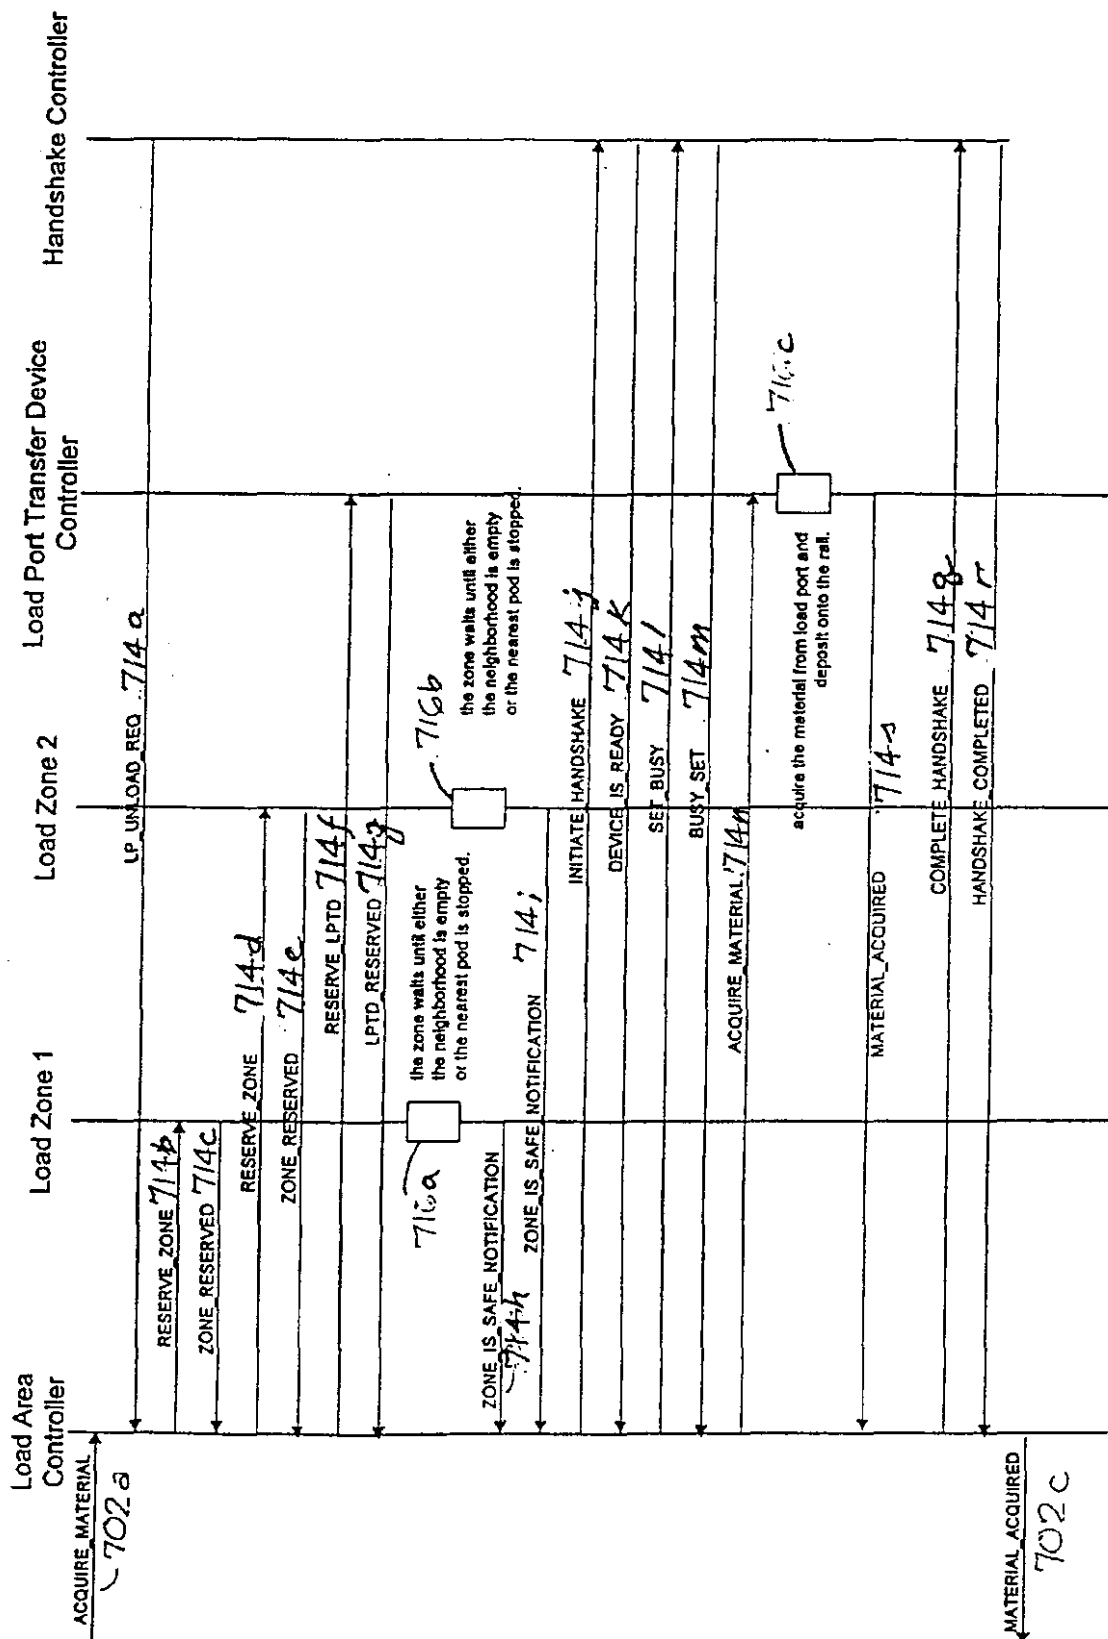 Load Area
Controller
Load Zone 1
Load Zone 2
Load Port Transfer Device
Controller
Handshake Controller
ACQUIRE_MATERIAL
702a
LP_UNLOAD_REQ 714a
RESERVE_ZONE 714b
ZONE_RESERVED 714c
RESERVE_ZONE 714d
ZONE_RESERVED 714e
RESERVE_LPTD 714f
LPTD_RESERVED 714g
716a
the zone waits until either
the neighborhood is empty
or the nearest pod is stopped.
716b
the zone waits until either
the neighborhood is empty
or the nearest pod is stopped.
ZONE_IS_SAFE_NOTIFICATION
714h
ZONE_IS_SAFE_NOTIFICATION 714i
INITIATE_HANDSHAKE 714j
DEVICE_IS_READY 714k
SET_BUSY 714l
BUSY_SET 714m
ACQUIRE_MATERIAL 714n
716c
acquire the material from load port and
deposit onto the rail.
MATERIAL_ACQUIRED 714s
COMPLETE_HANDSHAKE 714q
HANDSHAKE_COMPLETED 714r
MATERIAL_ACQUIRED
702c